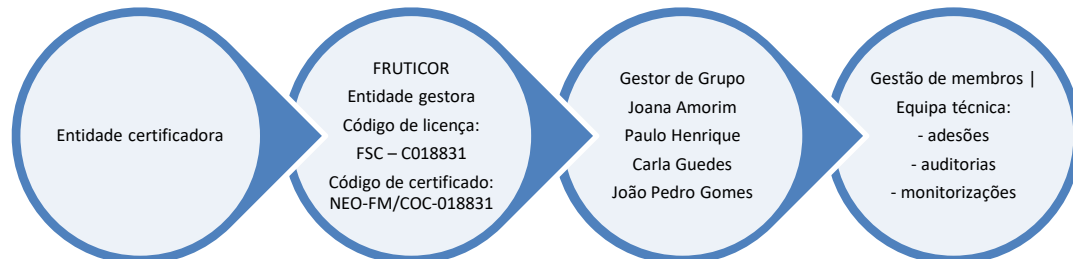 Entidade certificadora
FRUTICOR
Entidade gestora
Código de licença:
FSC – C018831
Código de certificado:
NEO-FM/COC-018831
Gestor de Grupo
Joana Amorim
Paulo Henrique
Carla Guedes
João Pedro Gomes
Gestão de membros |
Equipa técnica:
- adesões
- auditorias
- monitorizações